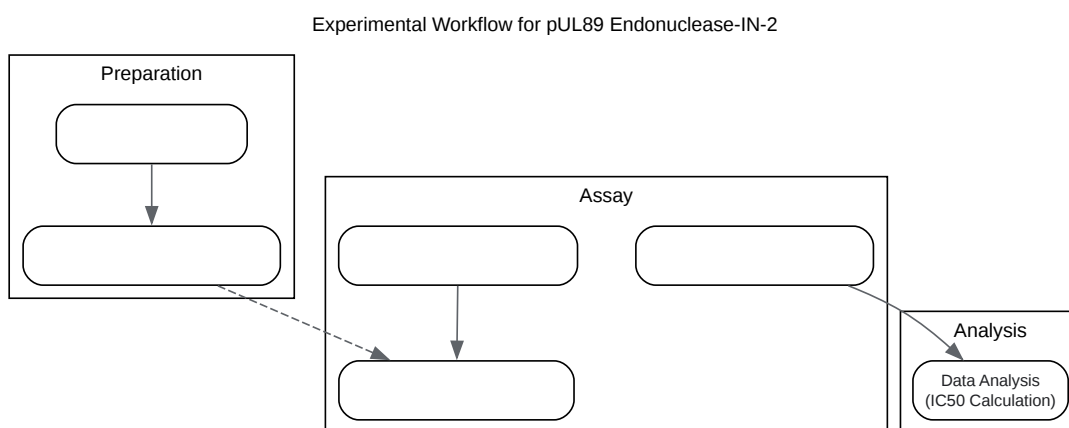 Experimental Workflow for pUL89 Endonuclease-IN-2
Preparation
Assay
Analysis
Data Analysis
(IC50 Calculation)